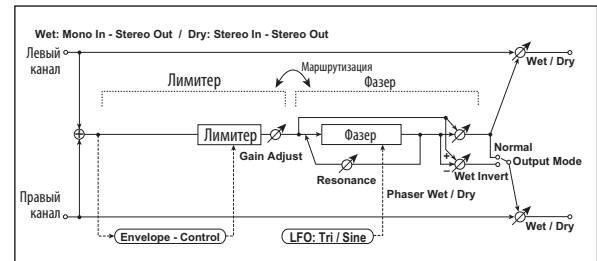 Wet: Mono In - Stereo Out / Dry: Stereo In - Stereo Out
Левый
канал
Wet / Dry
Лимитер
Маршрутизация
Фазер
Лимитер
Gain Adjust
Фазер
Resonance
+
−
Normal
Output Mode
Wet Invert
Phaser Wet / Dry
Правый
канал
Wet / Dry
Envelope - Control
LFO: Tri / Sine